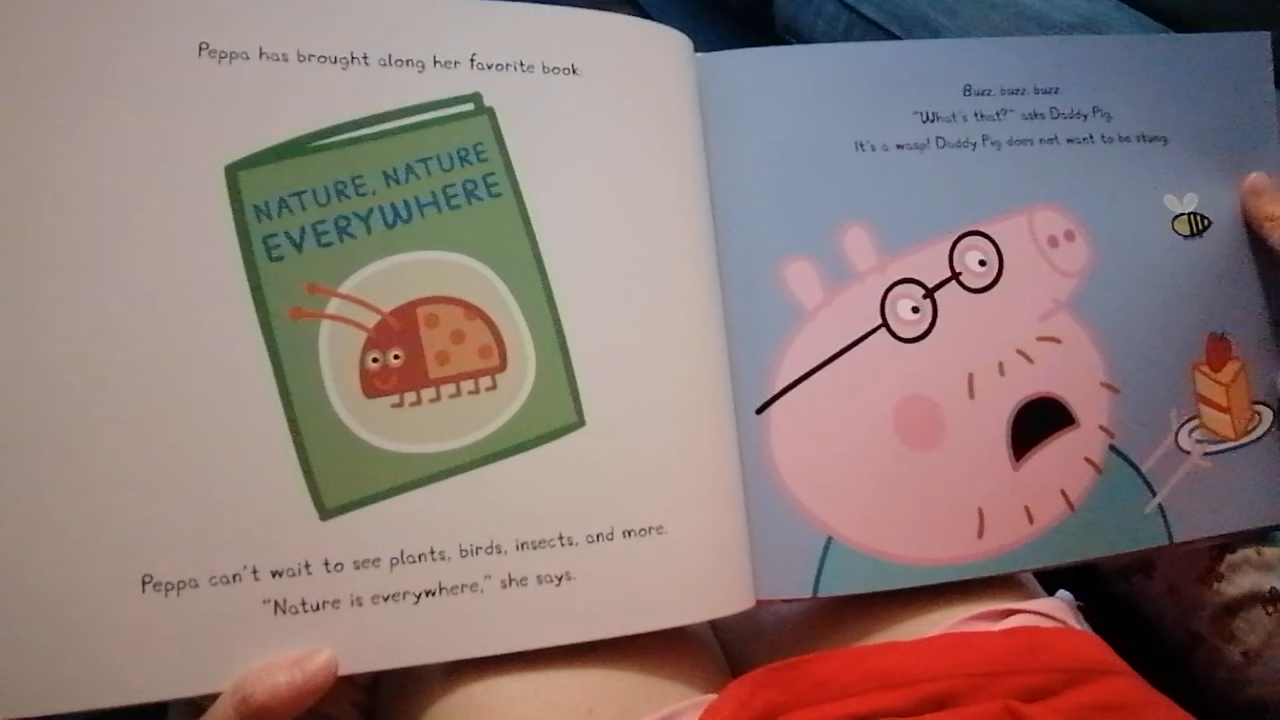 Peppa has brought along her favorite book.
NATURE, NATURE
EVERYWHERE
Peppa can't wait to see plants, birds, insects, and more.
"Nature is everywhere," she says.
Buzz, buzz, buzz.
"What's that?" asks Daddy Pig.
It's a wasp! Daddy Pig does not want to be stung.